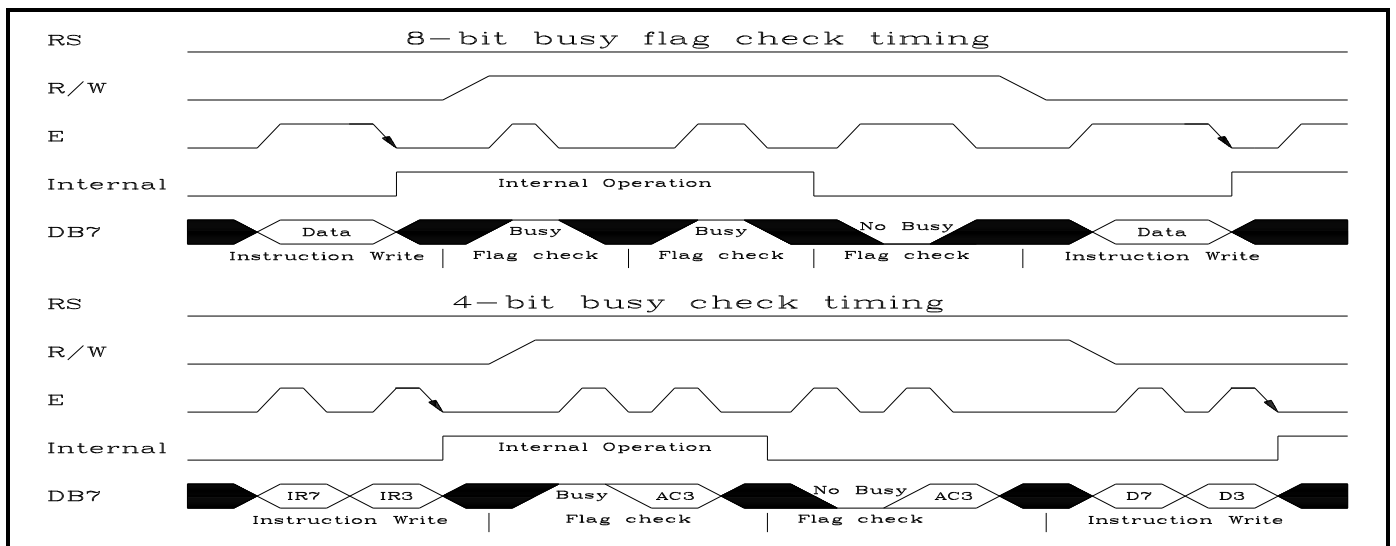 RS 8-bit busy flag check timing
R/W
E
Internal Internal Operation
DB7 Data Busy Busy No Busy Data
Instruction Write Flag check Flag check Flag check Instruction Write
RS 4-bit busy check timing
R/W
E
Internal Internal Operation
DB7 IR7 IR3 Busy AC3 No Busy AC3 D7 D3
Instruction Write Flag check Flag check Instruction Write